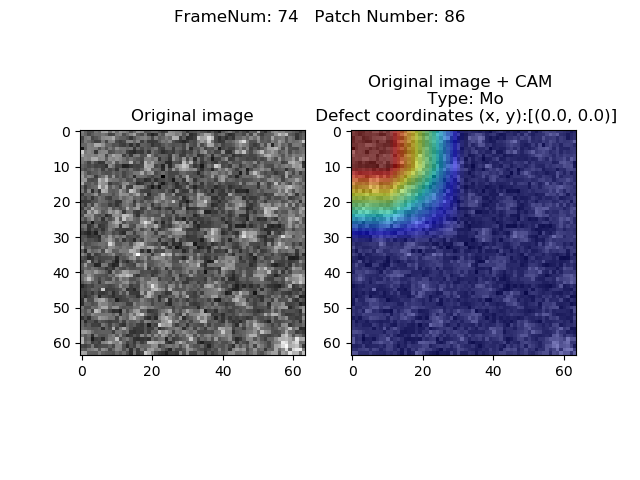 FrameNum: 74   Patch Number: 86
Original image
0
10
20
30
40
50
60
0 20 40 60
Original image + CAM
Type: Mo
Defect coordinates (x, y):[(0.0, 0.0)]
0
10
20
30
40
50
60
0 20 40 60